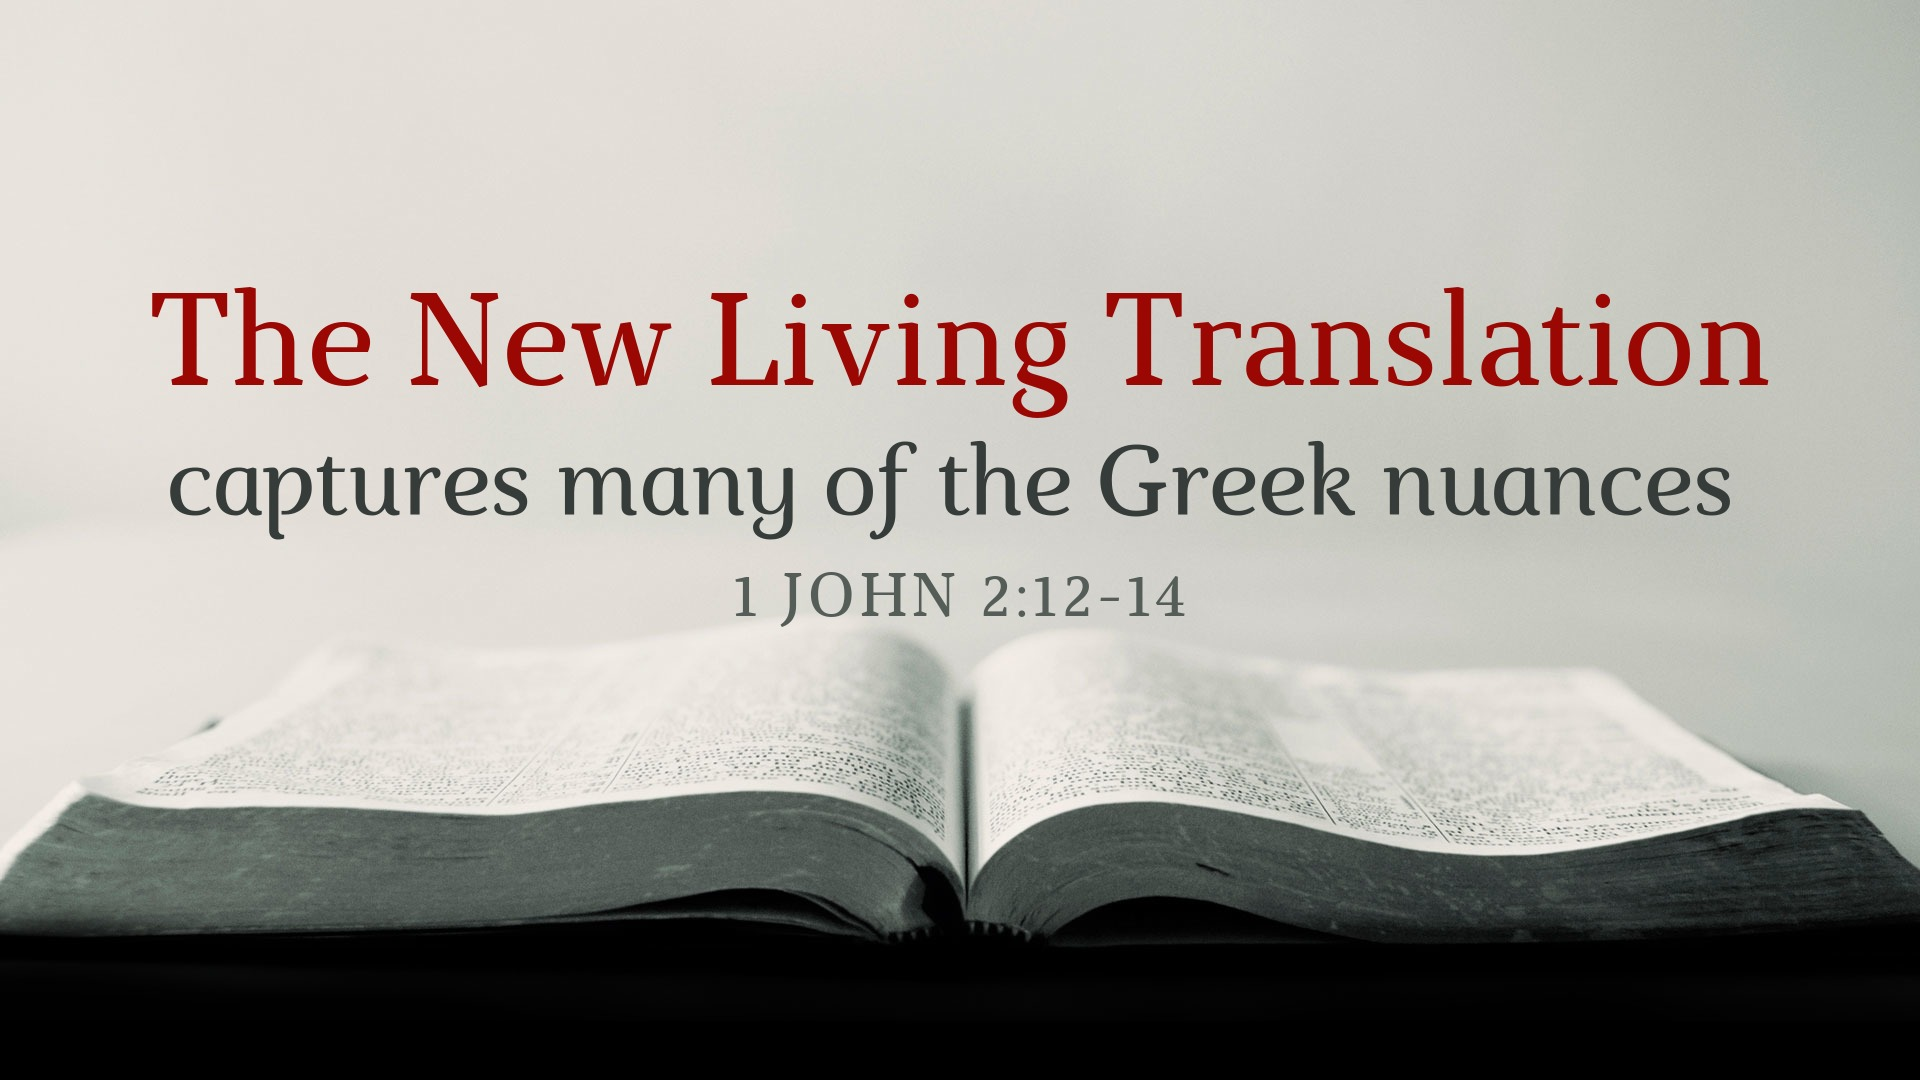 The New Living Translation
captures many of the Greek nuances
1 JOHN 2:12-14